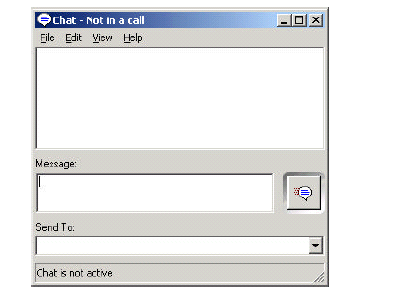 Chat - Not in a call
File Edit View Help
Message:
Send To:
Chat is not active